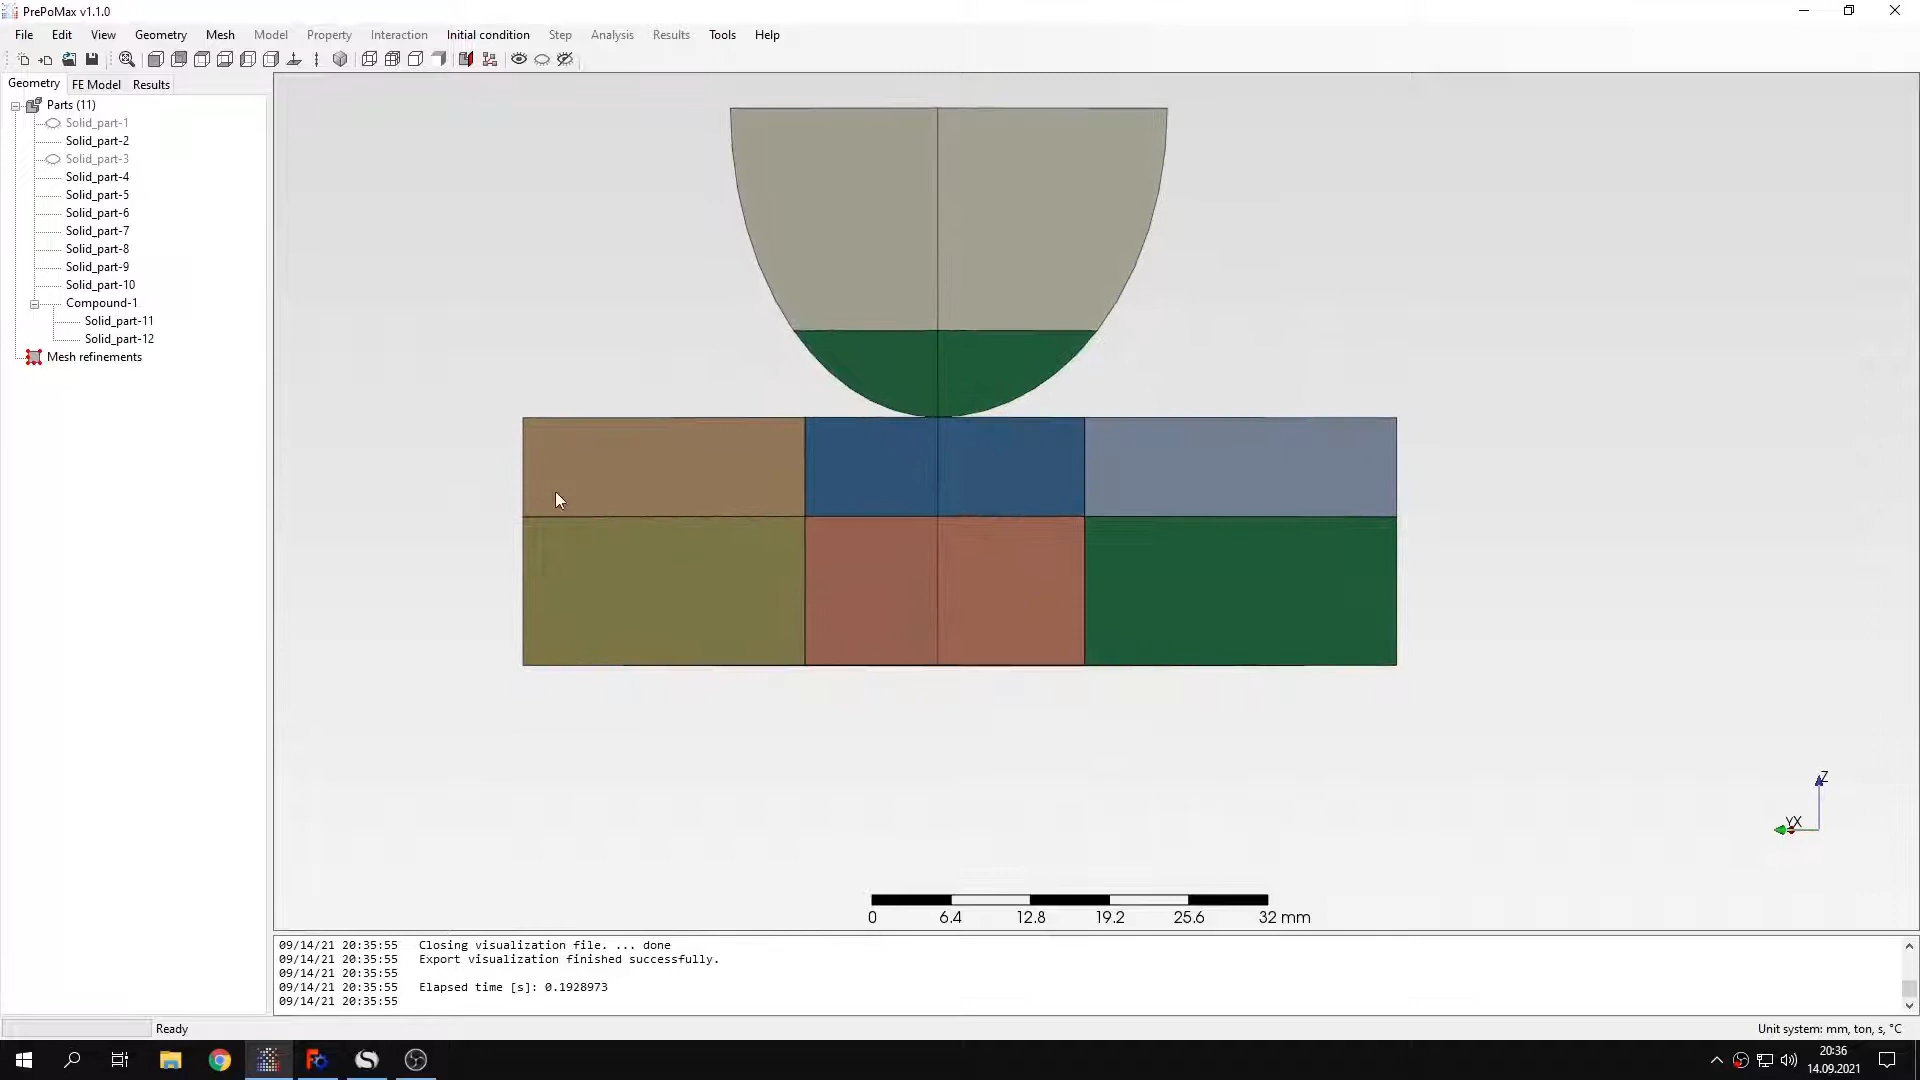 PrePoMax v1.1.0
File Edit View Geometry Mesh Model Property Interaction Initial condition Step Analysis Results Tools Help
Geometry FE Model Results
Parts (11)
Solid_part-1
Solid_part-2
Solid_part-3
Solid_part-4
Solid_part-5
Solid_part-6
Solid_part-7
Solid_part-8
Solid_part-9
Solid_part-10
Compound-1
Solid_part-11
Solid_part-12
Mesh refinements
Z
YX
0 6.4 12.8 19.2 25.6 32 mm
09/14/21 20:35:55 Closing visualization file. ... done
09/14/21 20:35:55 Export visualization finished successfully.
09/14/21 20:35:55
09/14/21 20:35:55 Elapsed time [s]: 0.1928973
09/14/21 20:35:55
Ready
Unit system: mm, ton, s, °C
20:36
14.09.2021